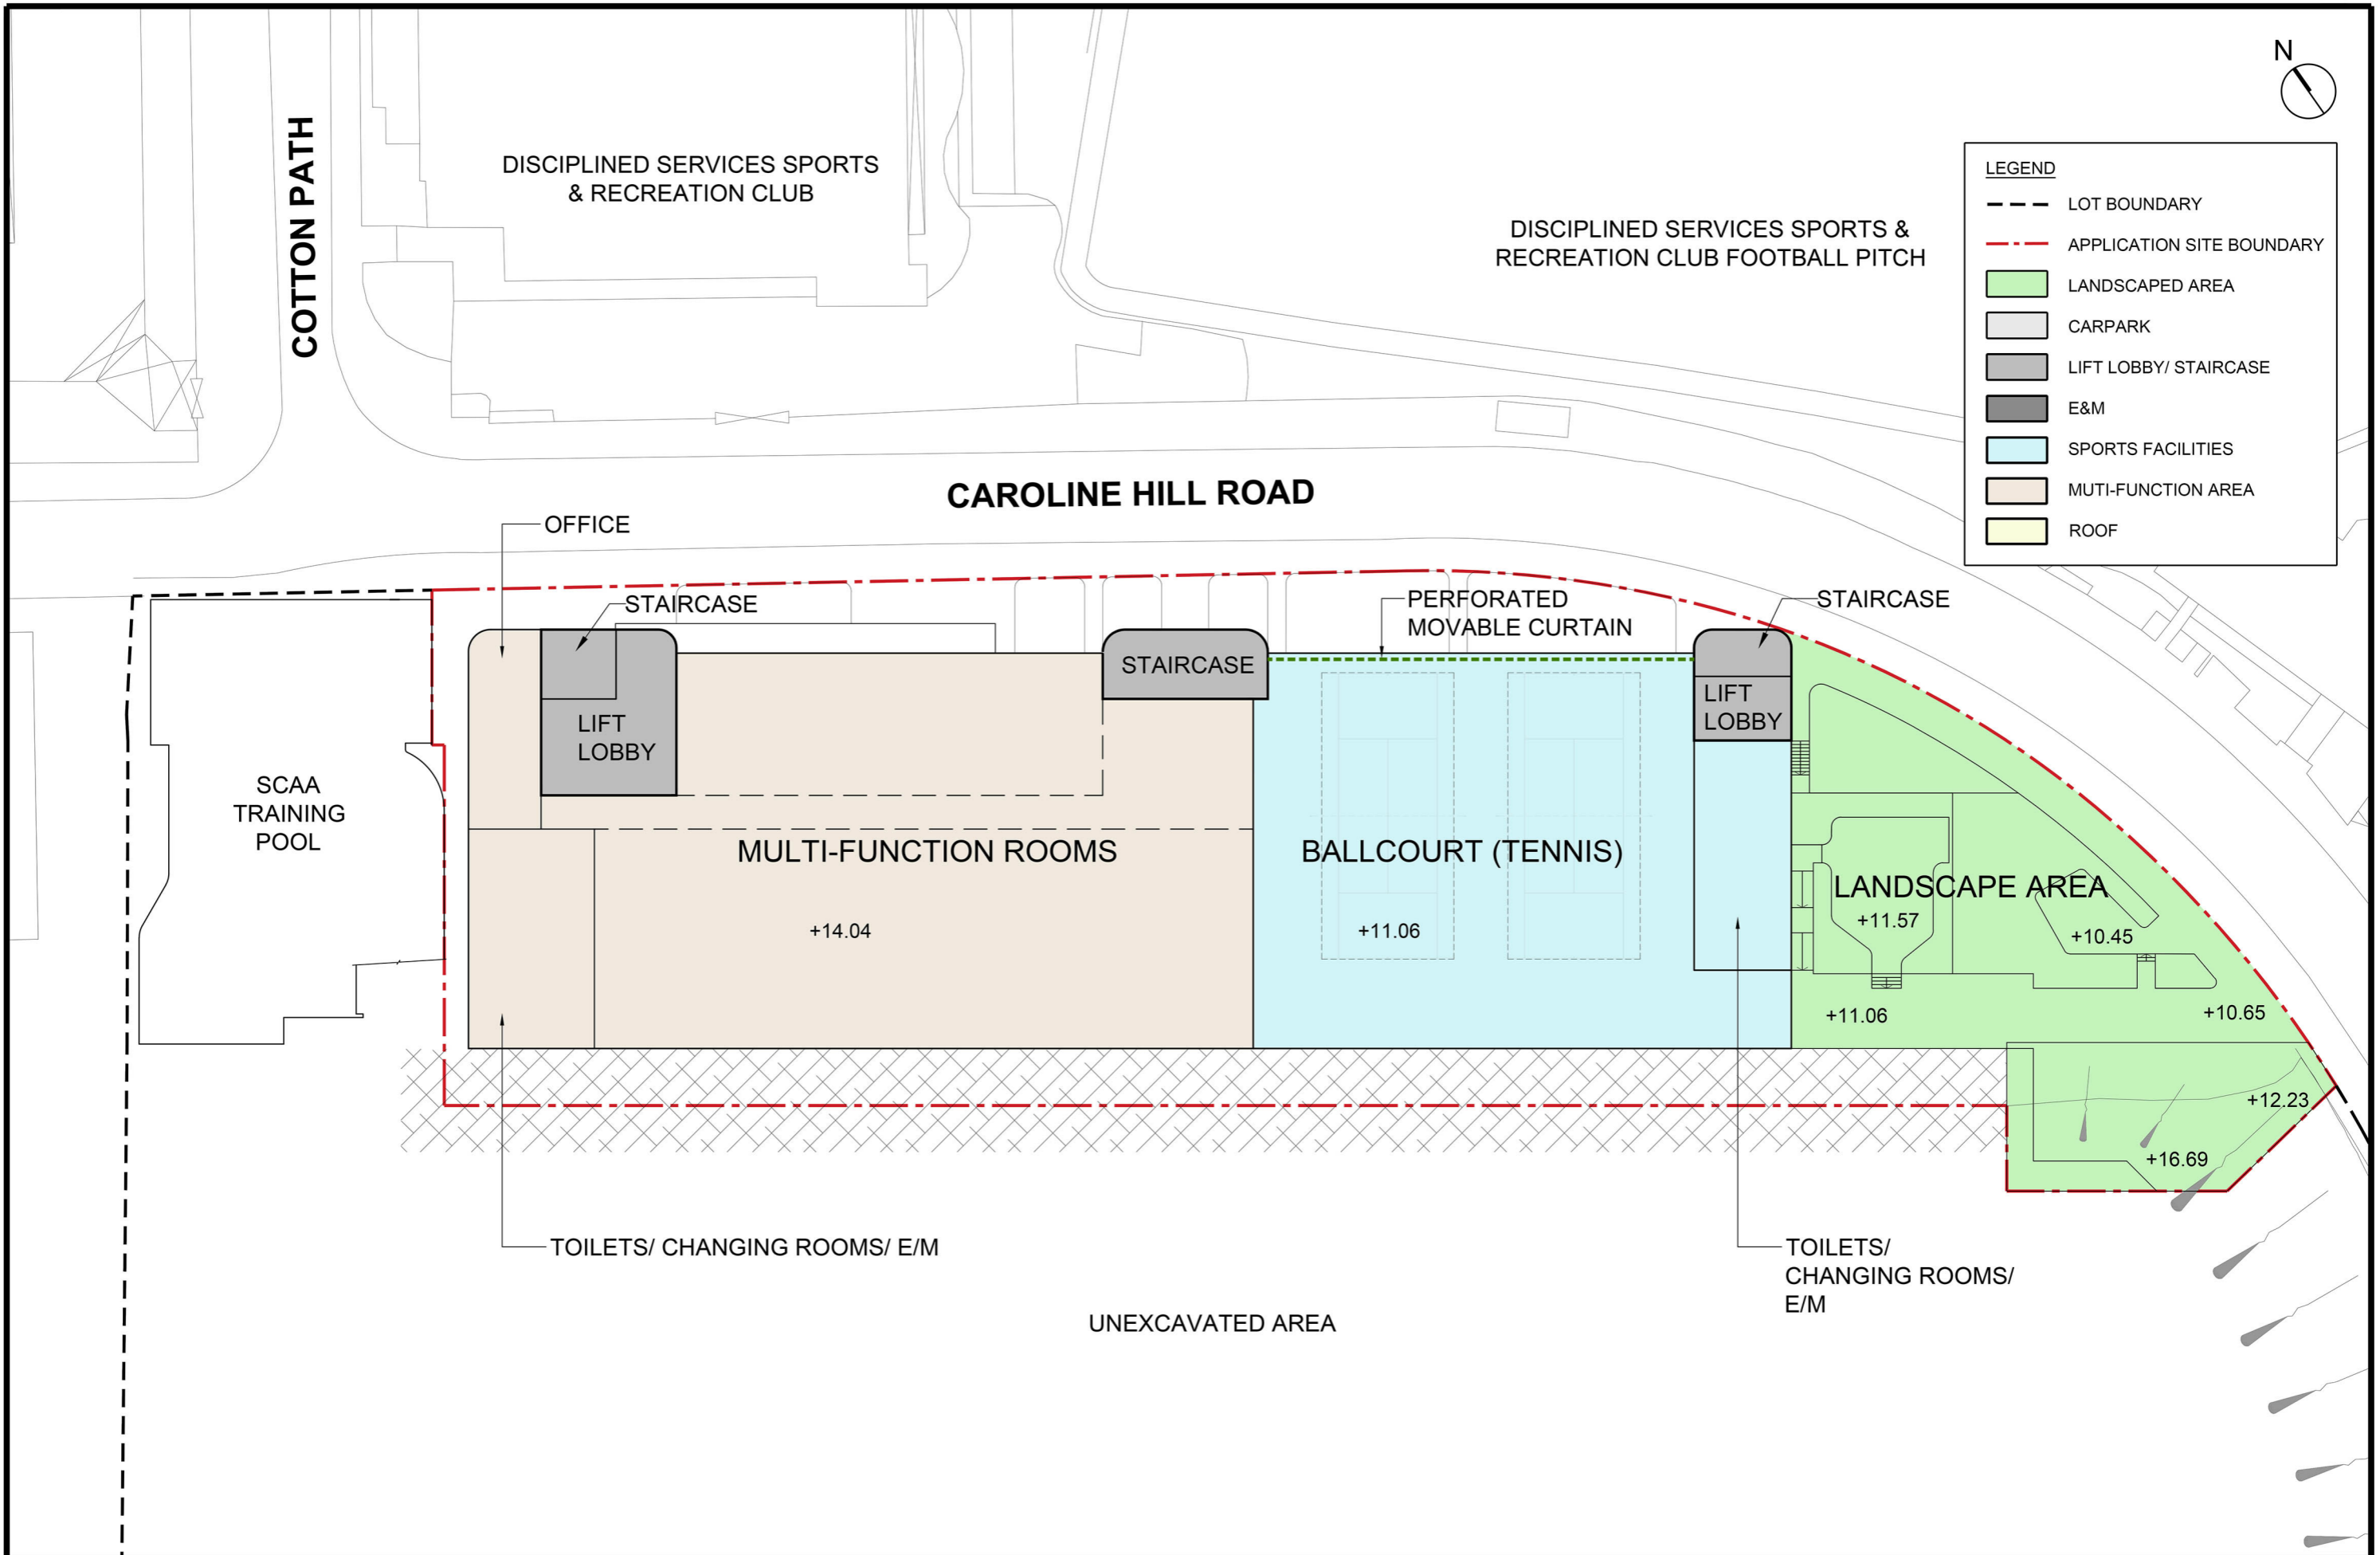 N
COTTON PATH
DISCIPLINED SERVICES SPORTS
& RECREATION CLUB
DISCIPLINED SERVICES SPORTS &
RECREATION CLUB FOOTBALL PITCH
LEGEND
LOT BOUNDARY
APPLICATION SITE BOUNDARY
LANDSCAPED AREA
CARPARK
LIFT LOBBY/ STAIRCASE
E&M
SPORTS FACILITIES
MUTI-FUNCTION AREA
ROOF
CAROLINE HILL ROAD
OFFICE
STAIRCASE
PERFORATED
MOVABLE CURTAIN
STAIRCASE
STAIRCASE
LIFT
LOBBY
LIFT
LOBBY
SCAA
TRAINING
POOL
MULTI-FUNCTION ROOMS
BALLCOURT (TENNIS)
LANDSCAPE AREA
+14.04
+11.06
+11.57
+10.45
+11.06
+10.65
+12.23
+16.69
TOILETS/ CHANGING ROOMS/ E/M
TOILETS/
CHANGING ROOMS/
E/M
UNEXCAVATED AREA